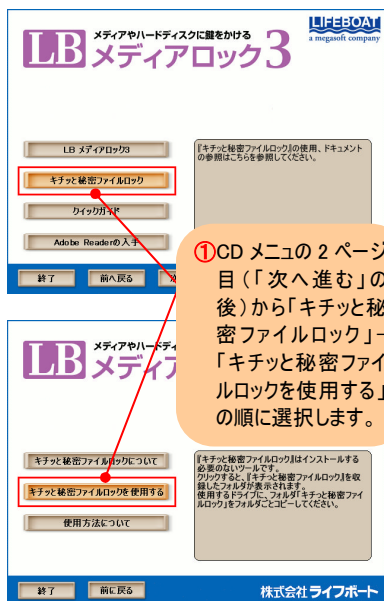 メディアやハードディスクに鍵をかける
LIFEBOAT
a megasoft company
LB メディアロック3
LB メディアロック3
キチッと秘密ファイルロック
クイックガイド
Adobe Readerの入手
『キチッと秘密ファイルロック』の使用、ドキュメント
の参照はこちらを参照してください。
終了
前へ戻る
次
①CD メニュの 2 ページ
目(「次へ進む」の
後)から「キチッと秘
密ファイルロック」－
「キチッと秘密ファイ
ルロックを使用する」
の順に選択します。
メディアやハードディ
LB メディア
キチッと秘密ファイルロックについて
キチッと秘密ファイルロックを使用する
使用方法について
『キチッと秘密ファイルロック』はインストールする
必要のないツールです。
クリックすると、『キチッと秘密ファイルロック』を収
録したフォルダが表示されます。
使用するドライブに、フォルダ「キチッと秘密ファイ
ルロック」をフォルダごとコピーしてください。
終了
前に戻る
株式会社ライフボート